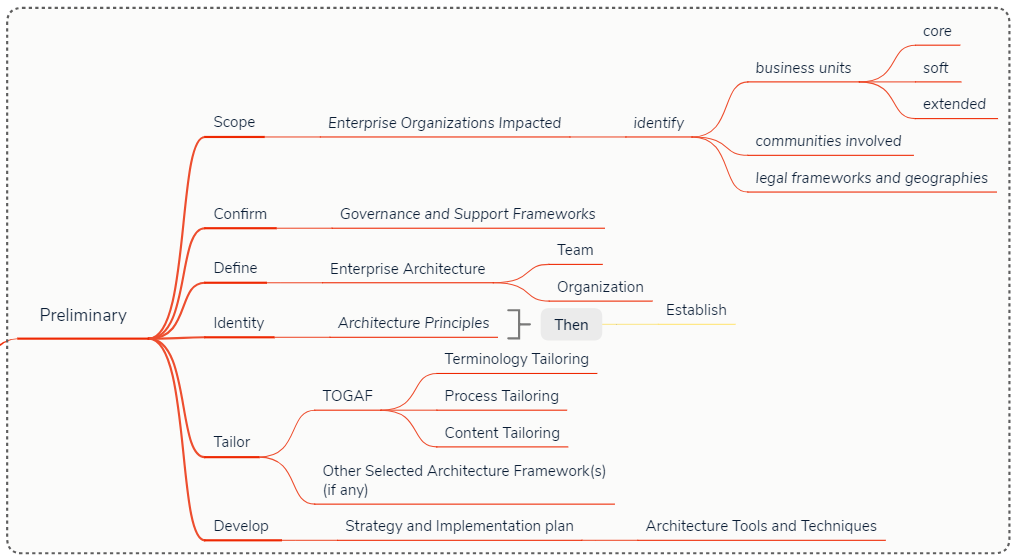 core
business units
soft
extended
Scope
Enterprise Organizations Impacted
identify
communities involved
legal frameworks and geographies
Confirm
Governance and Support Frameworks
Team
Define
Enterprise Architecture
Organization
Preliminary
Identity
Architecture Principles
Then
Establish
Terminology Tailoring
TOGAF
Process Tailoring
Content Tailoring
Tailor
Other Selected Architecture Framework(s)
(if any)
Develop
Strategy and Implementation plan
Architecture Tools and Techniques